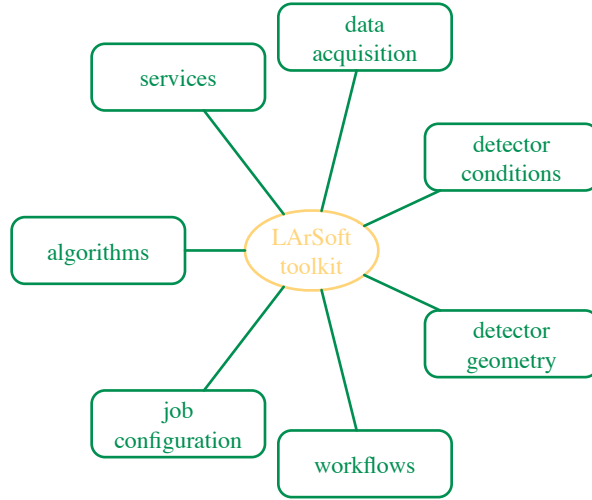 data
acquisition
services
detector
conditions
LArSoft
toolkit
algorithms
detector
geometry
job
configuration
workflows